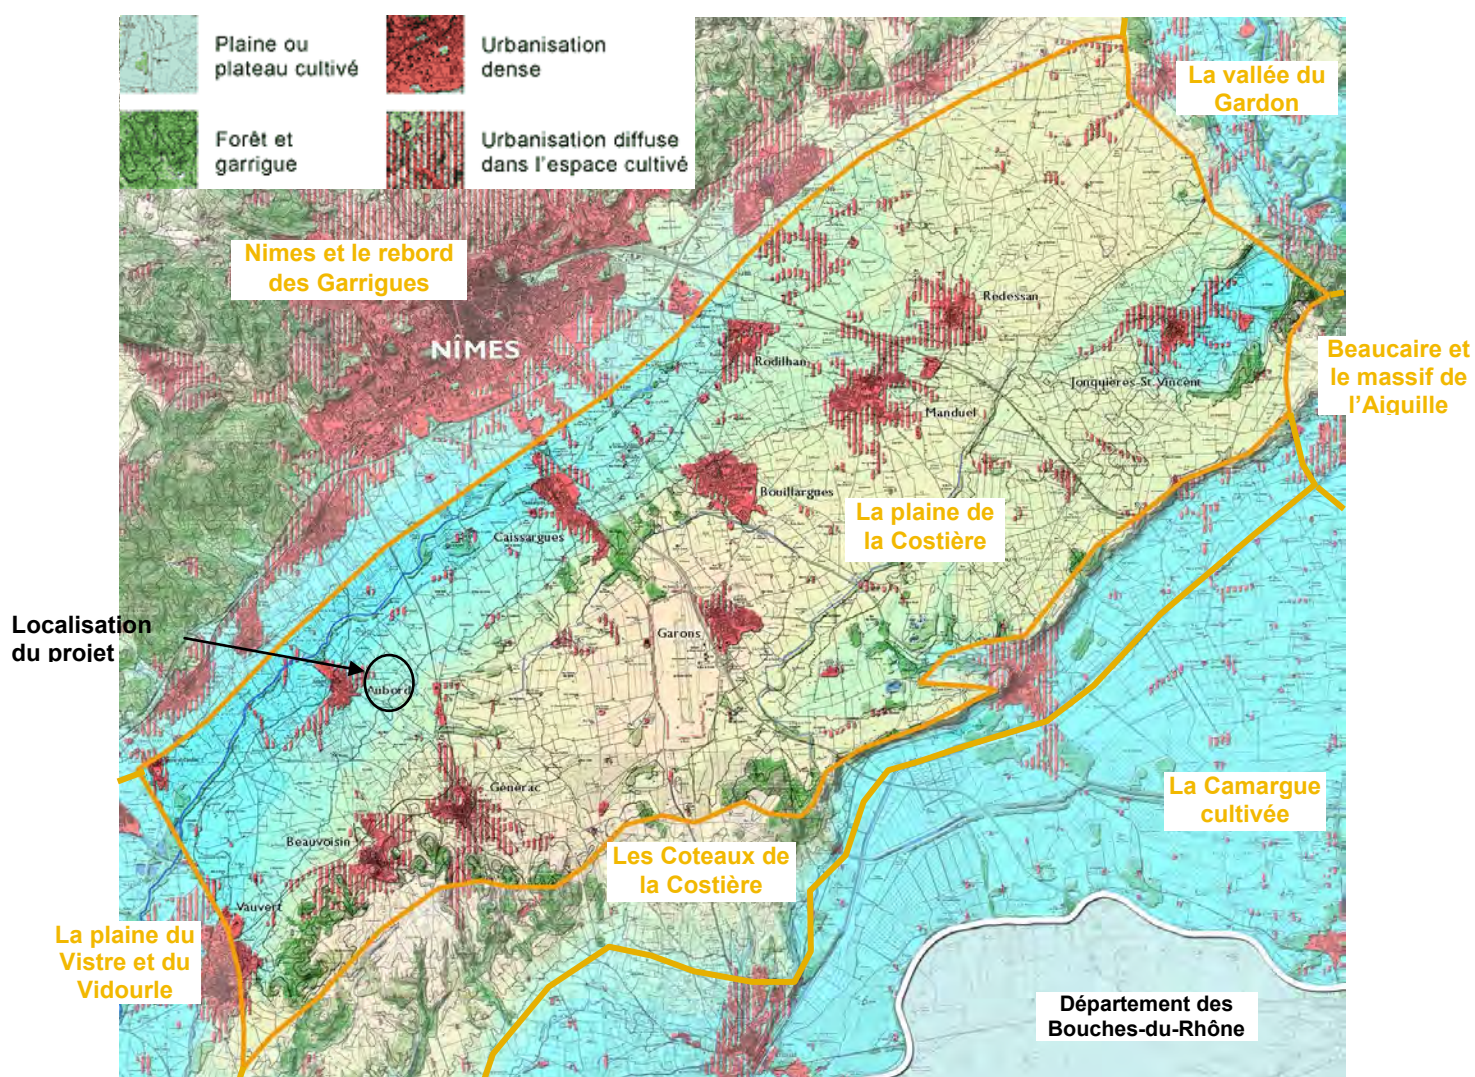 Plaine ou
plateau cultivé
Urbanisation
dense
Forêt et
garrigue
Urbanisation diffuse
dans l'espace cultivé
La vallée du
Gardon
Nimes et le rebord
des Garrigues
NÎMES
Redessan
Rodilhan
Jonquières-St.Vincent
Beaucaire et
le massif de
l'Aiguille
Manduel
Bouillargues
La plaine de
la Costière
Caissargues
Localisation
du projet
Garons
Aubord
Générac
La Camargue
cultivée
Beauvoisin
Les Coteaux de
la Costière
Vauvert
La plaine du
Vistre et du
Vidourle
Département des
Bouches-du-Rhône